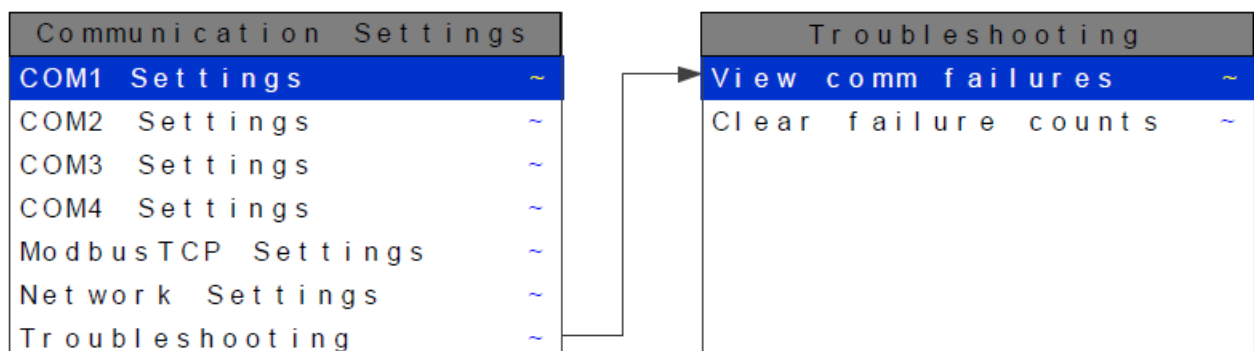 Communication Settings
COM1 Settings ~
COM2 Settings ~
COM3 Settings ~
COM4 Settings ~
ModbusTCP Settings ~
Network Settings ~
Troubleshooting ~
Troubleshooting
View comm failures ~
Clear failure counts ~